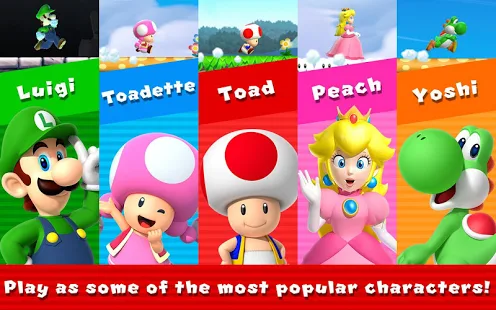 Luigi
Toadette
Toad
Peach
Yoshi
L
Play as some of the most popular characters!